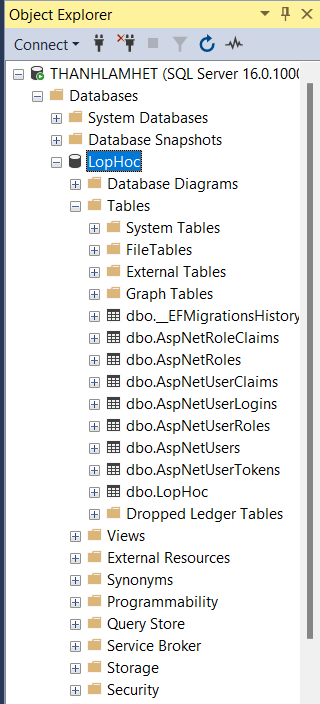 Object Explorer
Connect
THANHLAMHET (SQL Server 16.0.1000
Databases
System Databases
Database Snapshots
LopHoc
Database Diagrams
Tables
System Tables
FileTables
External Tables
Graph Tables
dbo.__EFMigrationsHistory
dbo.AspNetRoleClaims
dbo.AspNetRoles
dbo.AspNetUserClaims
dbo.AspNetUserLogins
dbo.AspNetUserRoles
dbo.AspNetUsers
dbo.AspNetUserTokens
dbo.LopHoc
Dropped Ledger Tables
Views
External Resources
Synonyms
Programmability
Query Store
Service Broker
Storage
Security